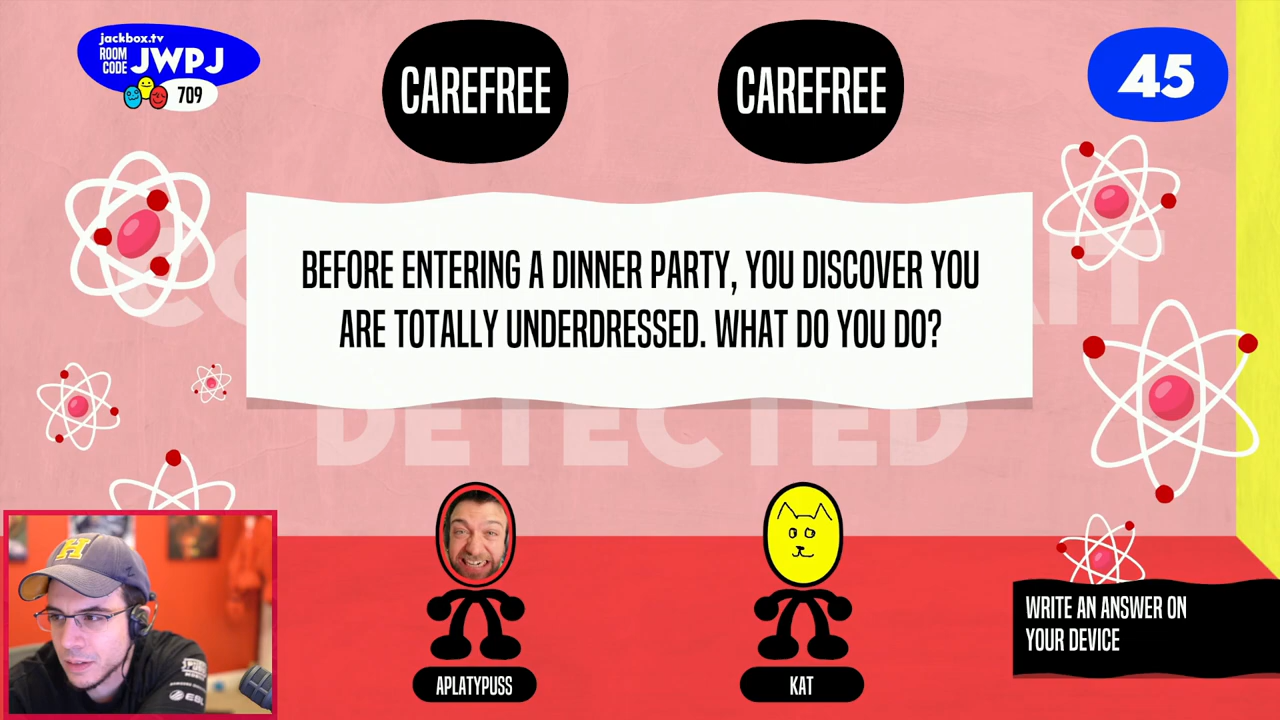 jackbox.tv
ROOM
CODE
JWPJ
709
CAREFREE
CAREFREE
45
BEFORE ENTERING A DINNER PARTY, YOU DISCOVER YOU
ARE TOTALLY UNDERDRESSED. WHAT DO YOU DO?
DETECTED
H
APLATYPUSS
KAT
WRITE AN ANSWER ON
YOUR DEVICE